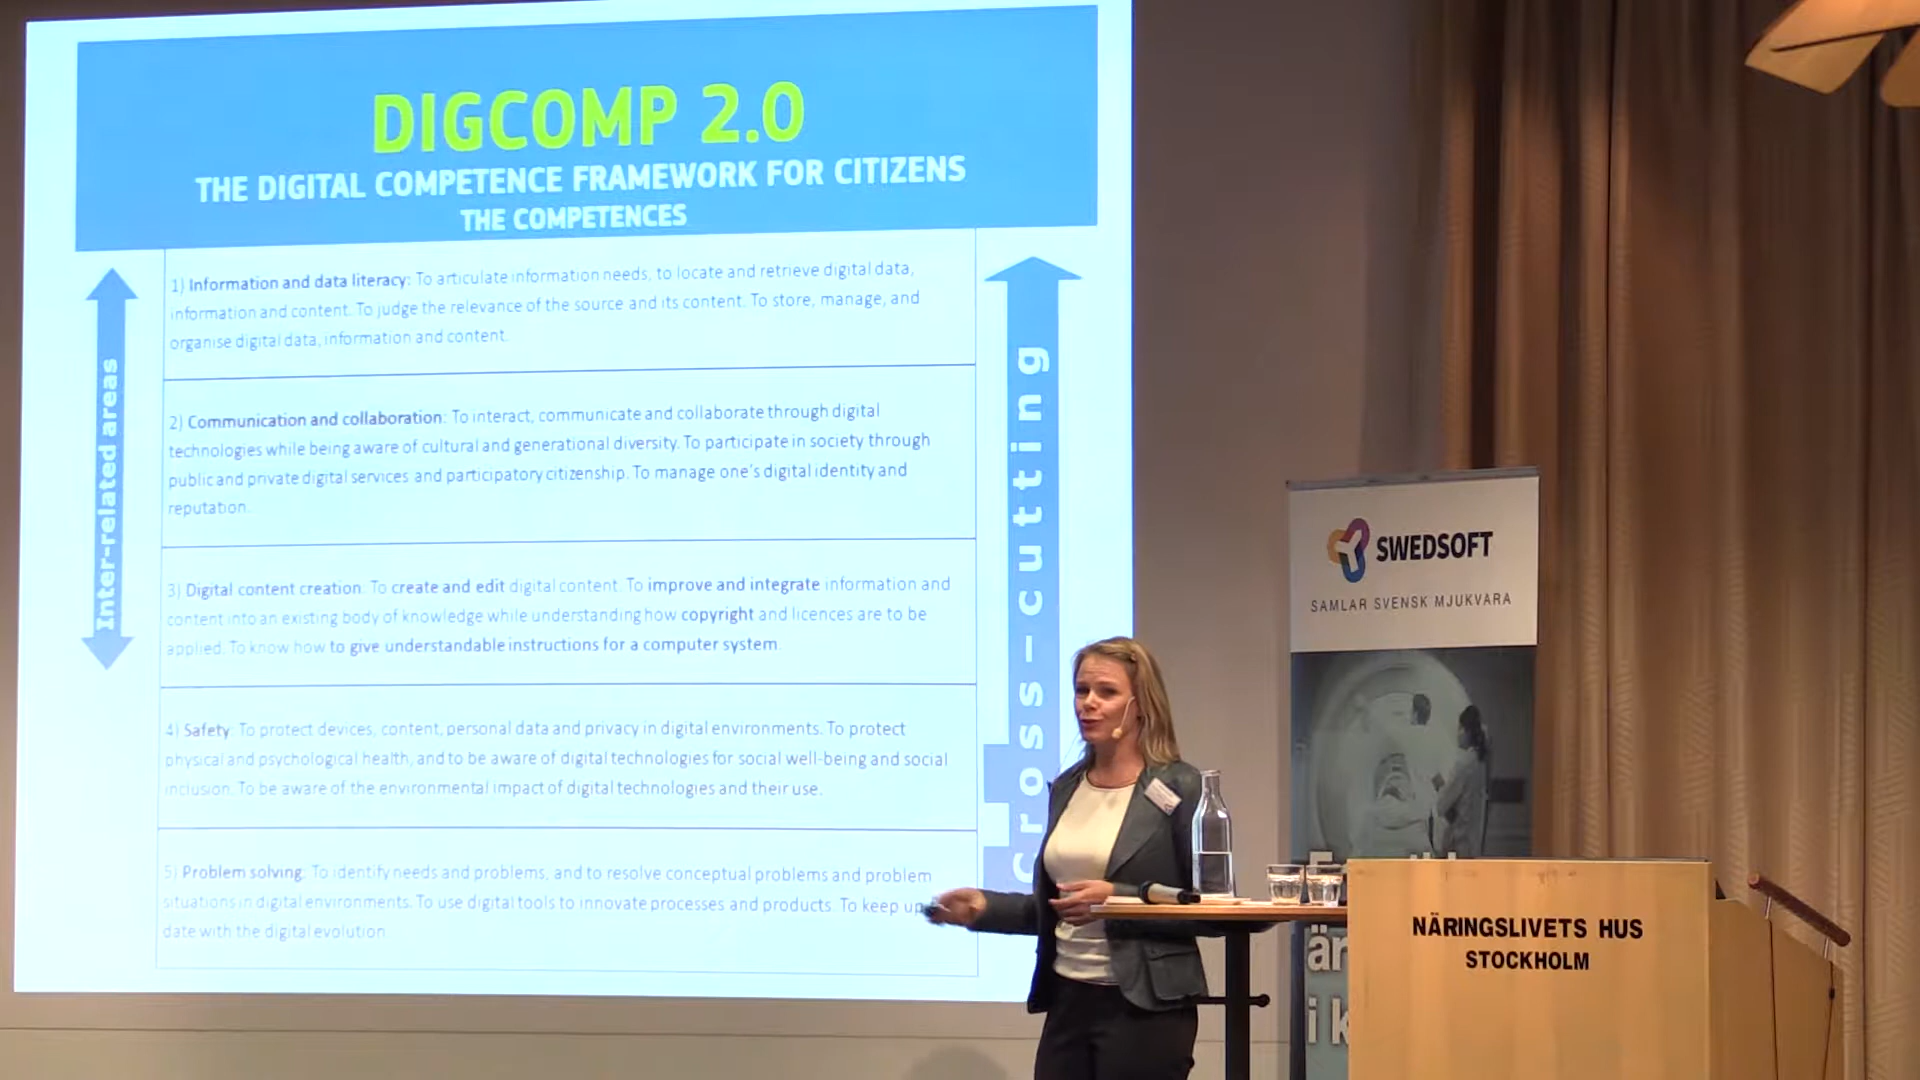 DIGCOMP 2.0
THE DIGITAL COMPETENCE FRAMEWORK FOR CITIZENS
THE COMPETENCES
Inter-related areas
1) Information and data literacy: To articulate information needs, to locate and retrieve digital data,
information and content. To judge the relevance of the source and its content. To store, manage, and
organise digital data, information and content.
2) Communication and collaboration: To interact, communicate and collaborate through digital
technologies while being aware of cultural and generational diversity. To participate in society through
public and private digital services and participatory citizenship. To manage one's digital identity and
reputation.
3) Digital content creation: To create and edit digital content. To improve and integrate information and
content into an existing body of knowledge while understanding how copyright and licences are to be
applied. To know how to give understandable instructions for a computer system.
4) Safety: To protect devices, content, personal data and privacy in digital environments. To protect
physical and psychological health, and to be aware of digital technologies for social well-being and social
inclusion. To be aware of the environmental impact of digital technologies and their use.
5) Problem solving: To identify needs and problems, and to resolve conceptual problems and problem
situations in digital environments. To use digital tools to innovate processes and products. To keep up
date with the digital evolution.
Cross-cutting
SWEDSOFT
SAMLAR SVENSK MJUKVARA
är
i k
NÄRINGSLIVETS HUS
STOCKHOLM